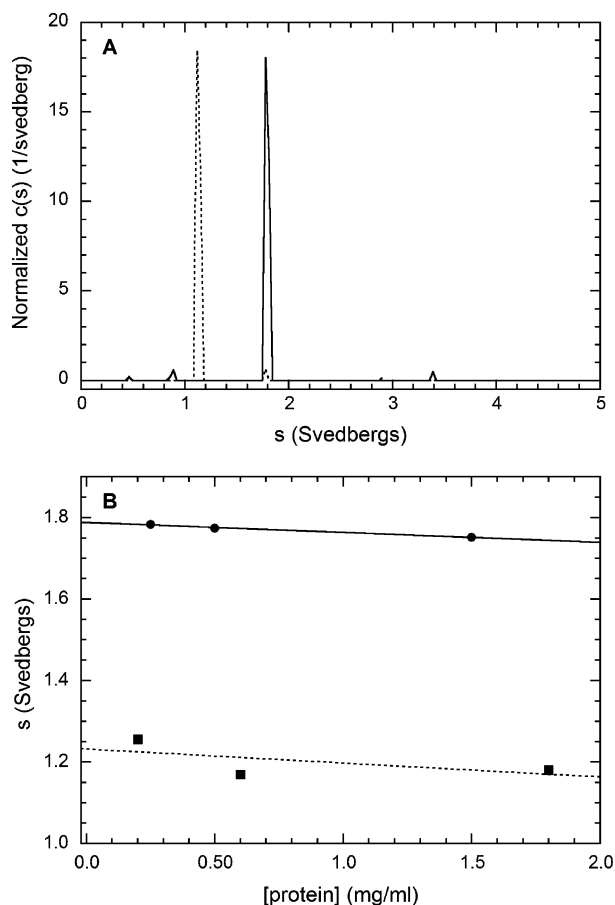 A
Normalized c(s) (1/svedberg)
20
15
10
5
0
0 1 2 3 4 5
s (Svedbergs)
B
s (Svedbergs)
1.8
1.6
1.4
1.2
1.0
0.0 0.50 1.0 1.5 2.0
[protein] (mg/ml)